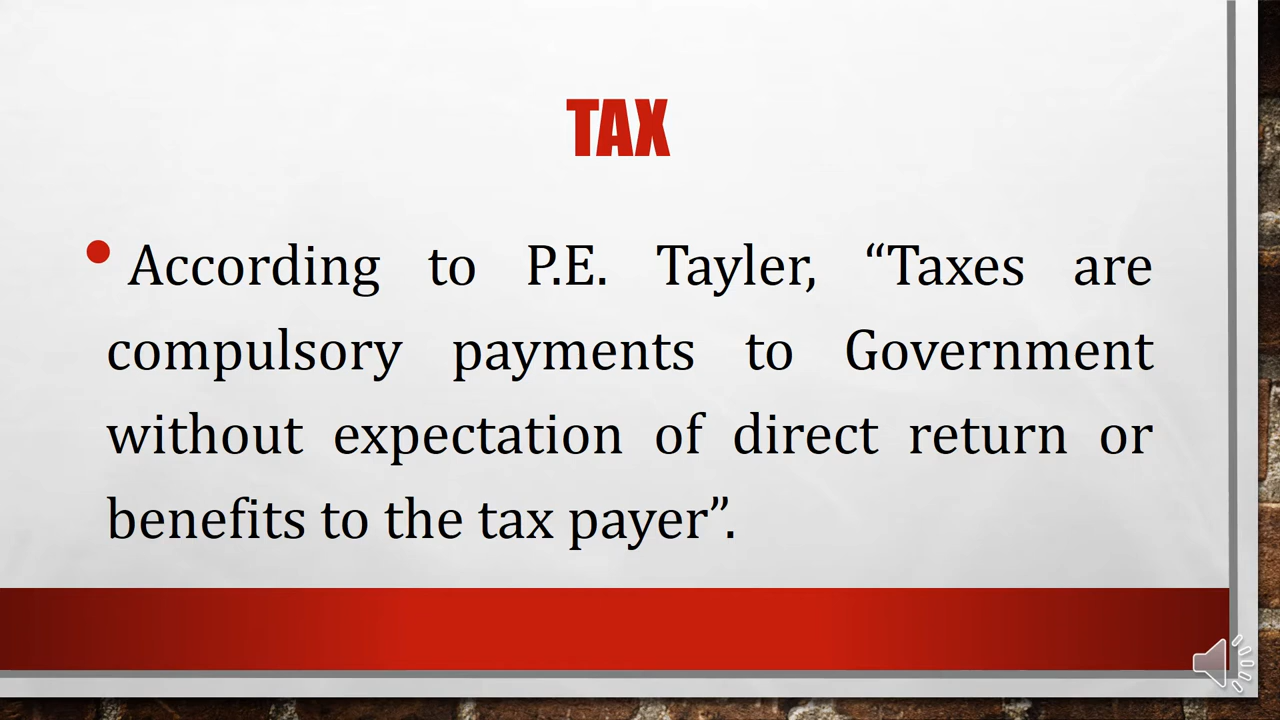 TAX
• According to P.E. Tayler, “Taxes are
compulsory payments to Government
without expectation of direct return or
benefits to the tax payer”.